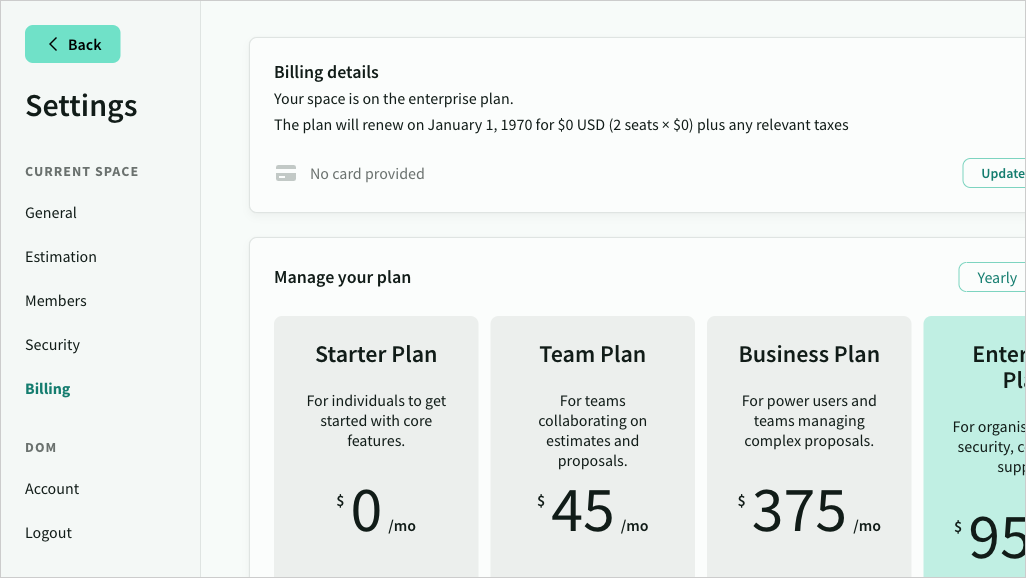 Back
Settings
CURRENT SPACE
General
Estimation
Members
Security
Billing
DOM
Account
Logout
Billing details
Your space is on the enterprise plan.
The plan will renew on January 1, 1970 for $0 USD (2 seats × $0) plus any relevant taxes
No card provided
Update
Manage your plan
Yearly
Starter Plan
For individuals to get
started with core
features.
$ 0 /mo
Team Plan
For teams
collaborating on
estimates and
proposals.
$ 45 /mo
Business Plan
For power users and
teams managing
complex proposals.
$ 375 /mo
For
security,
$ 95